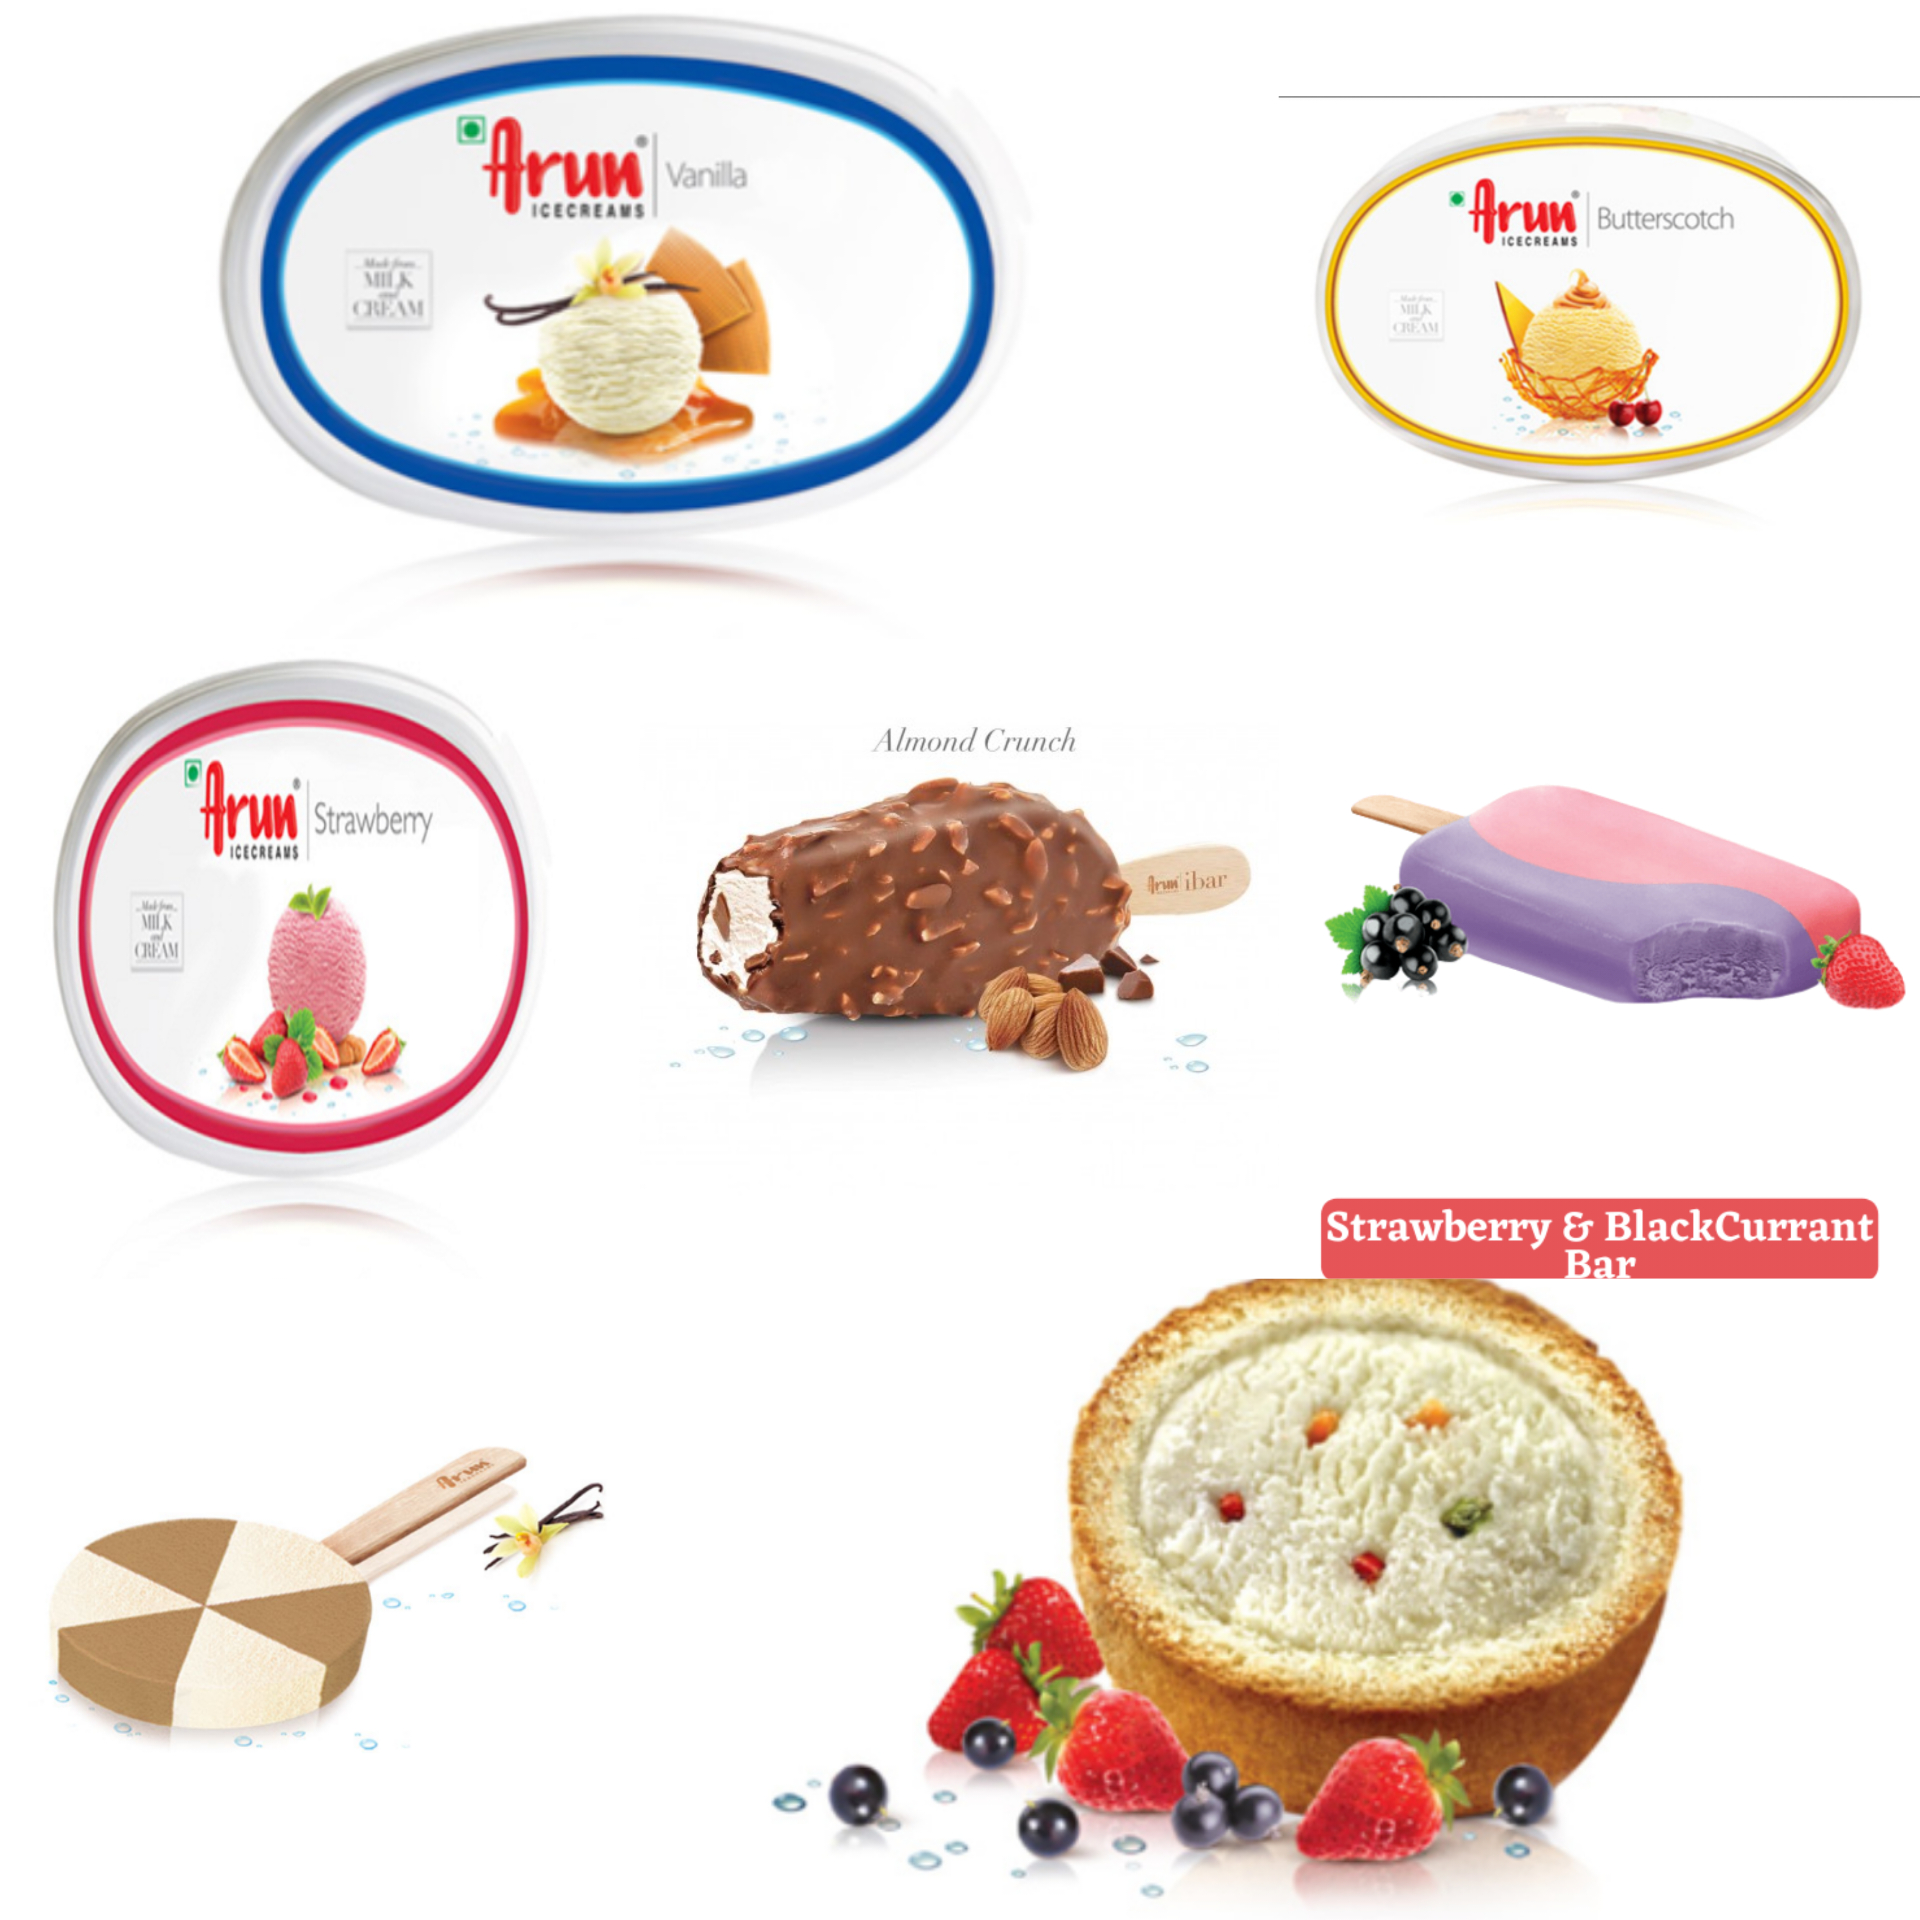 Arun® | Vanilla
ICECREAMS
Made from
MILK
and
CREAM
Arun® | Butterscotch
ICECREAMS
Made from
MILK
and
CREAM
Arun® | Strawberry
ICECREAMS
Made from
MILK
and
CREAM
Almond Crunch
Arun ibar
Strawberry & BlackCurrant
Bar
Arun